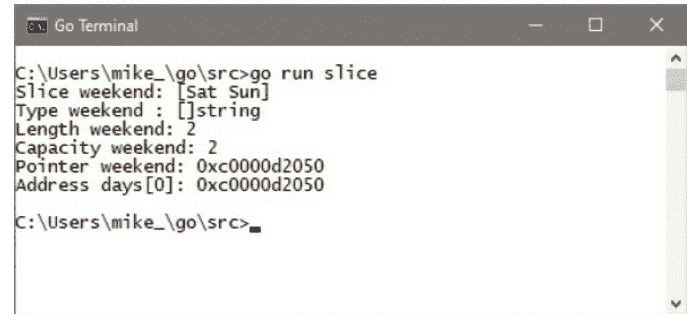 Go Terminal
C:\Users\mike_\go\src>go run slice
Slice weekend: [Sat Sun]
Type weekend : []string
Length weekend: 2
Capacity weekend: 2
Pointer weekend: 0xc0000d2050
Address days[0]: 0xc0000d2050
C:\Users\mike_\go\src>